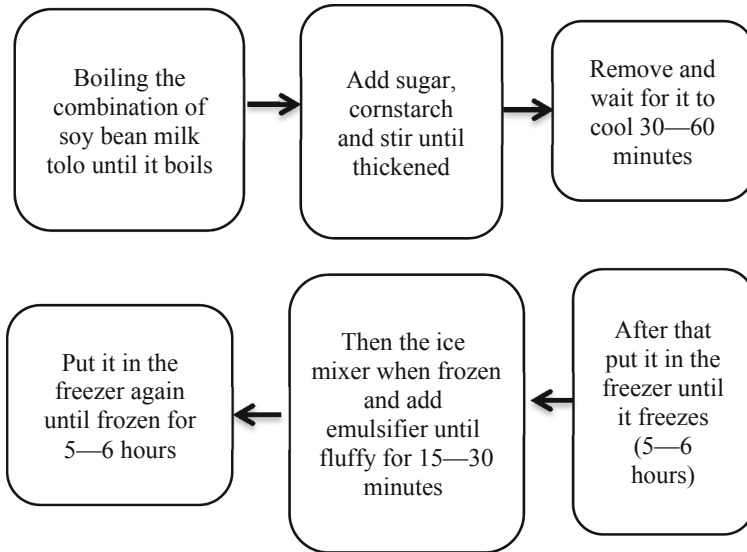 Boiling the
combination of
soy bean milk
tolo until it boils
Add sugar,
cornstarch
and stir until
thickened
Remove and
wait for it to
cool 30—60
minutes
After that
put it in the
freezer until
it freezes
(5—6
hours)
Then the ice
mixer when frozen
and add
emulsifier until
fluffy for 15—30
minutes
Put it in the
freezer again
until frozen for
5—6 hours